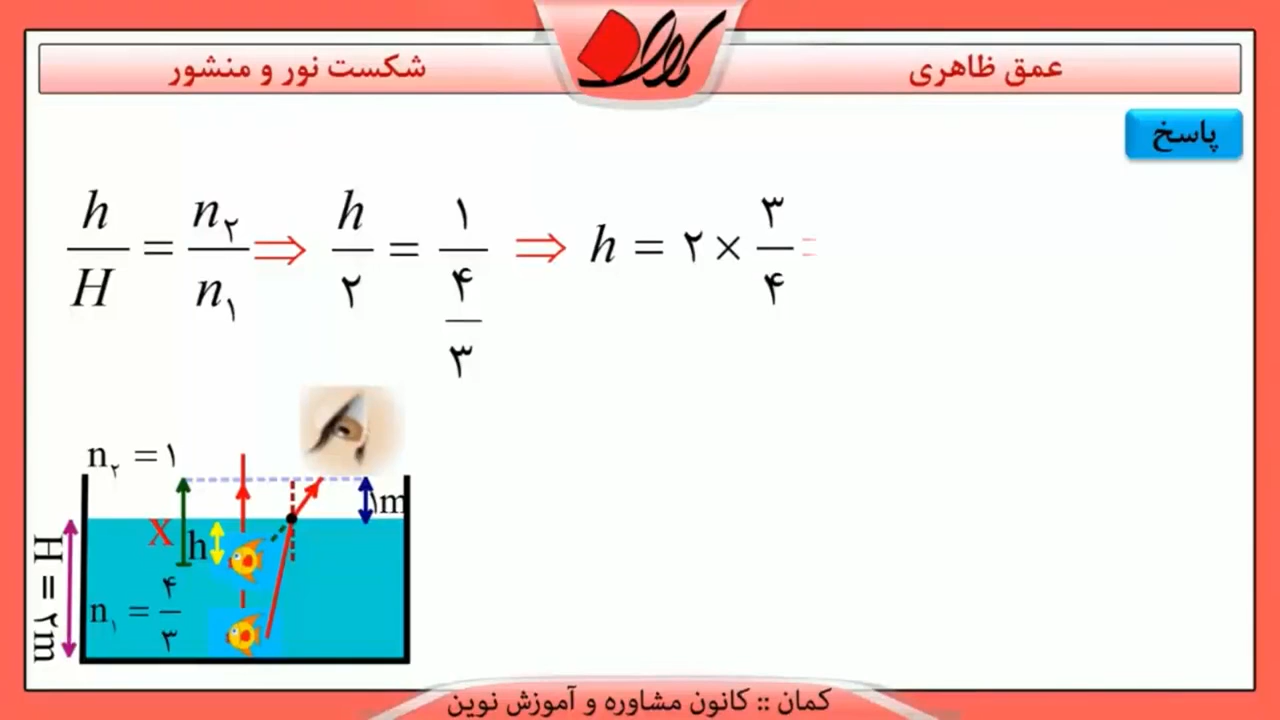 عمق ظاهری
شکست نور و منشور
پاسخ
h/H = n۲/n۱ ⇒ h/۲ = ۱/(۴/۳) ⇒ h = ۲ × ۳/۴ =
n۲ = ۱
۱m
X
h
H = ۲m
n۱ = ۴/۳
کمان :: کانون مشاوره و آموزش نوین